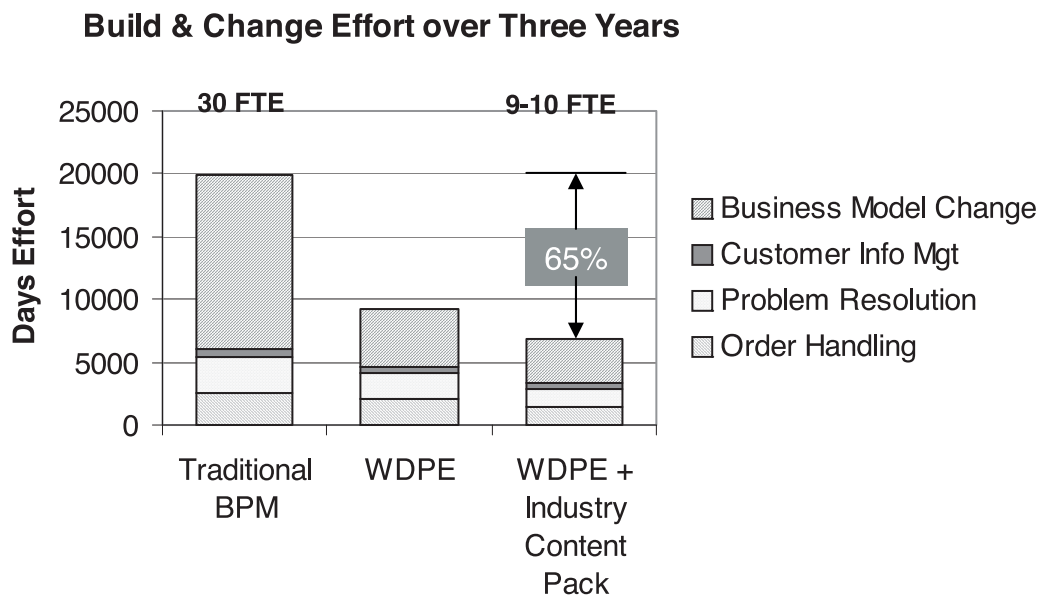 Build & Change Effort over Three Years
30 FTE
9-10 FTE
25000
20000
15000
10000
5000
0
Days Effort
65%
Business Model Change
Customer Info Mgt
Problem Resolution
Order Handling
Traditional
BPM
WDPE
WDPE +
Industry
Content
Pack